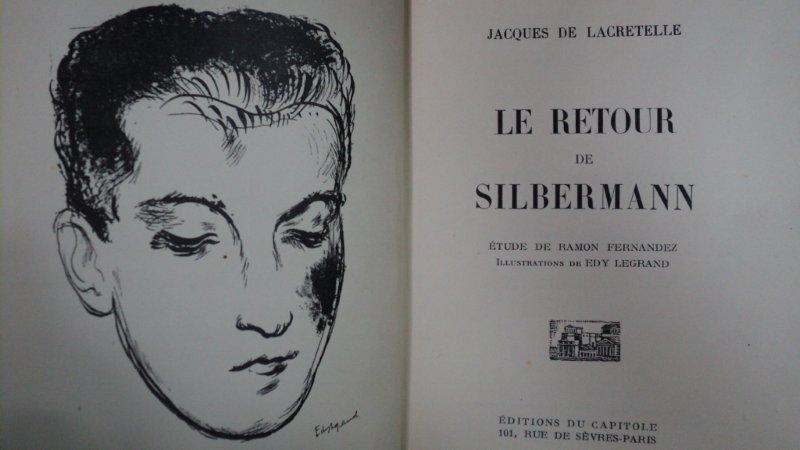 Edylegrand
JACQUES DE LACRETELLE
LE RETOUR
DE
SILBERMANN
ÉTUDE DE RAMON FERNANDEZ
ILLUSTRATIONS DE EDY LEGRAND
ÉDITIONS DU CAPITOLE
101, RUE DE SÈVRES-PARIS